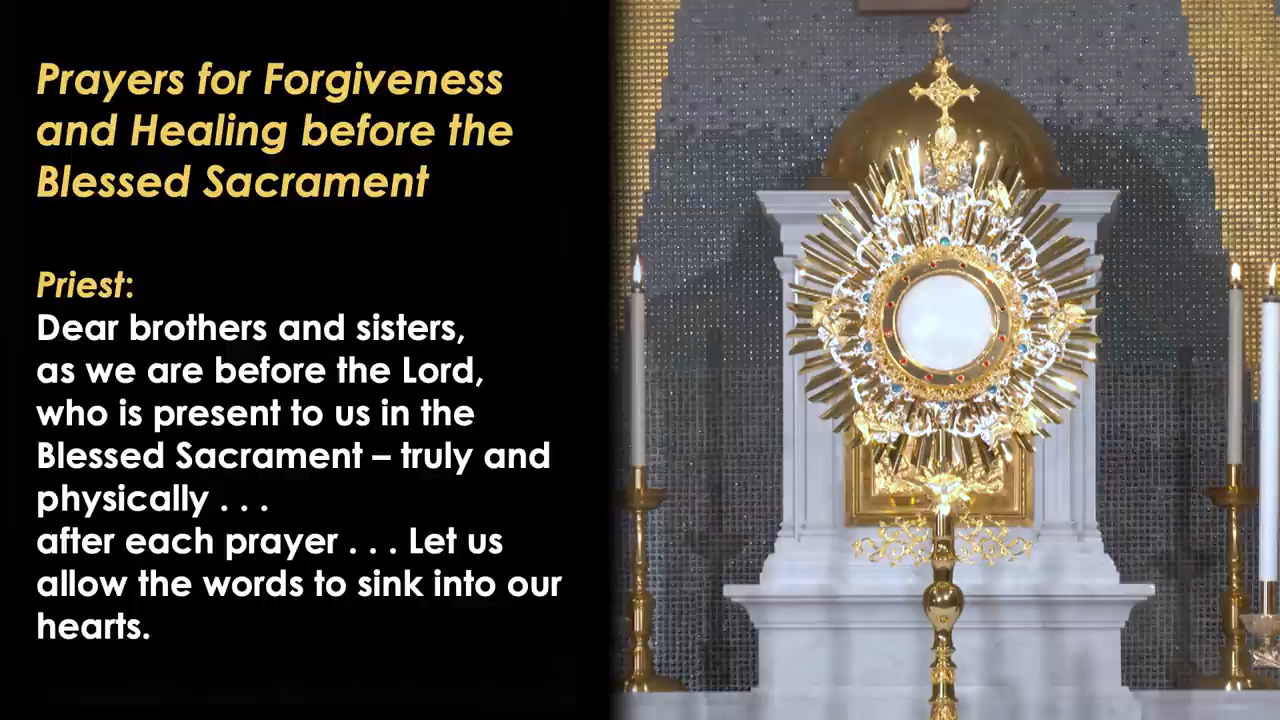 Prayers for Forgiveness
and Healing before the
Blessed Sacrament
Priest:
Dear brothers and sisters,
as we are before the Lord,
who is present to us in the
Blessed Sacrament – truly and
physically . . .
after each prayer . . . Let us
allow the words to sink into our
hearts.